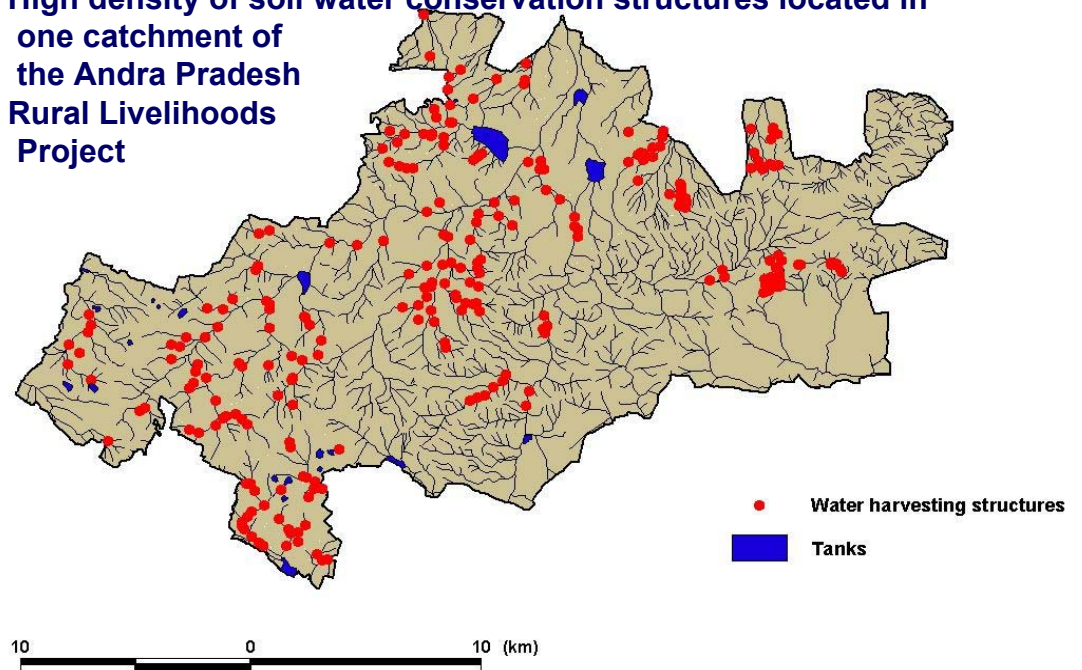 High density of soil water conservation structures located in
one catchment of
the Andra Pradesh
Rural Livelihoods
Project
Water harvesting structures
Tanks
10 0 10 (km)